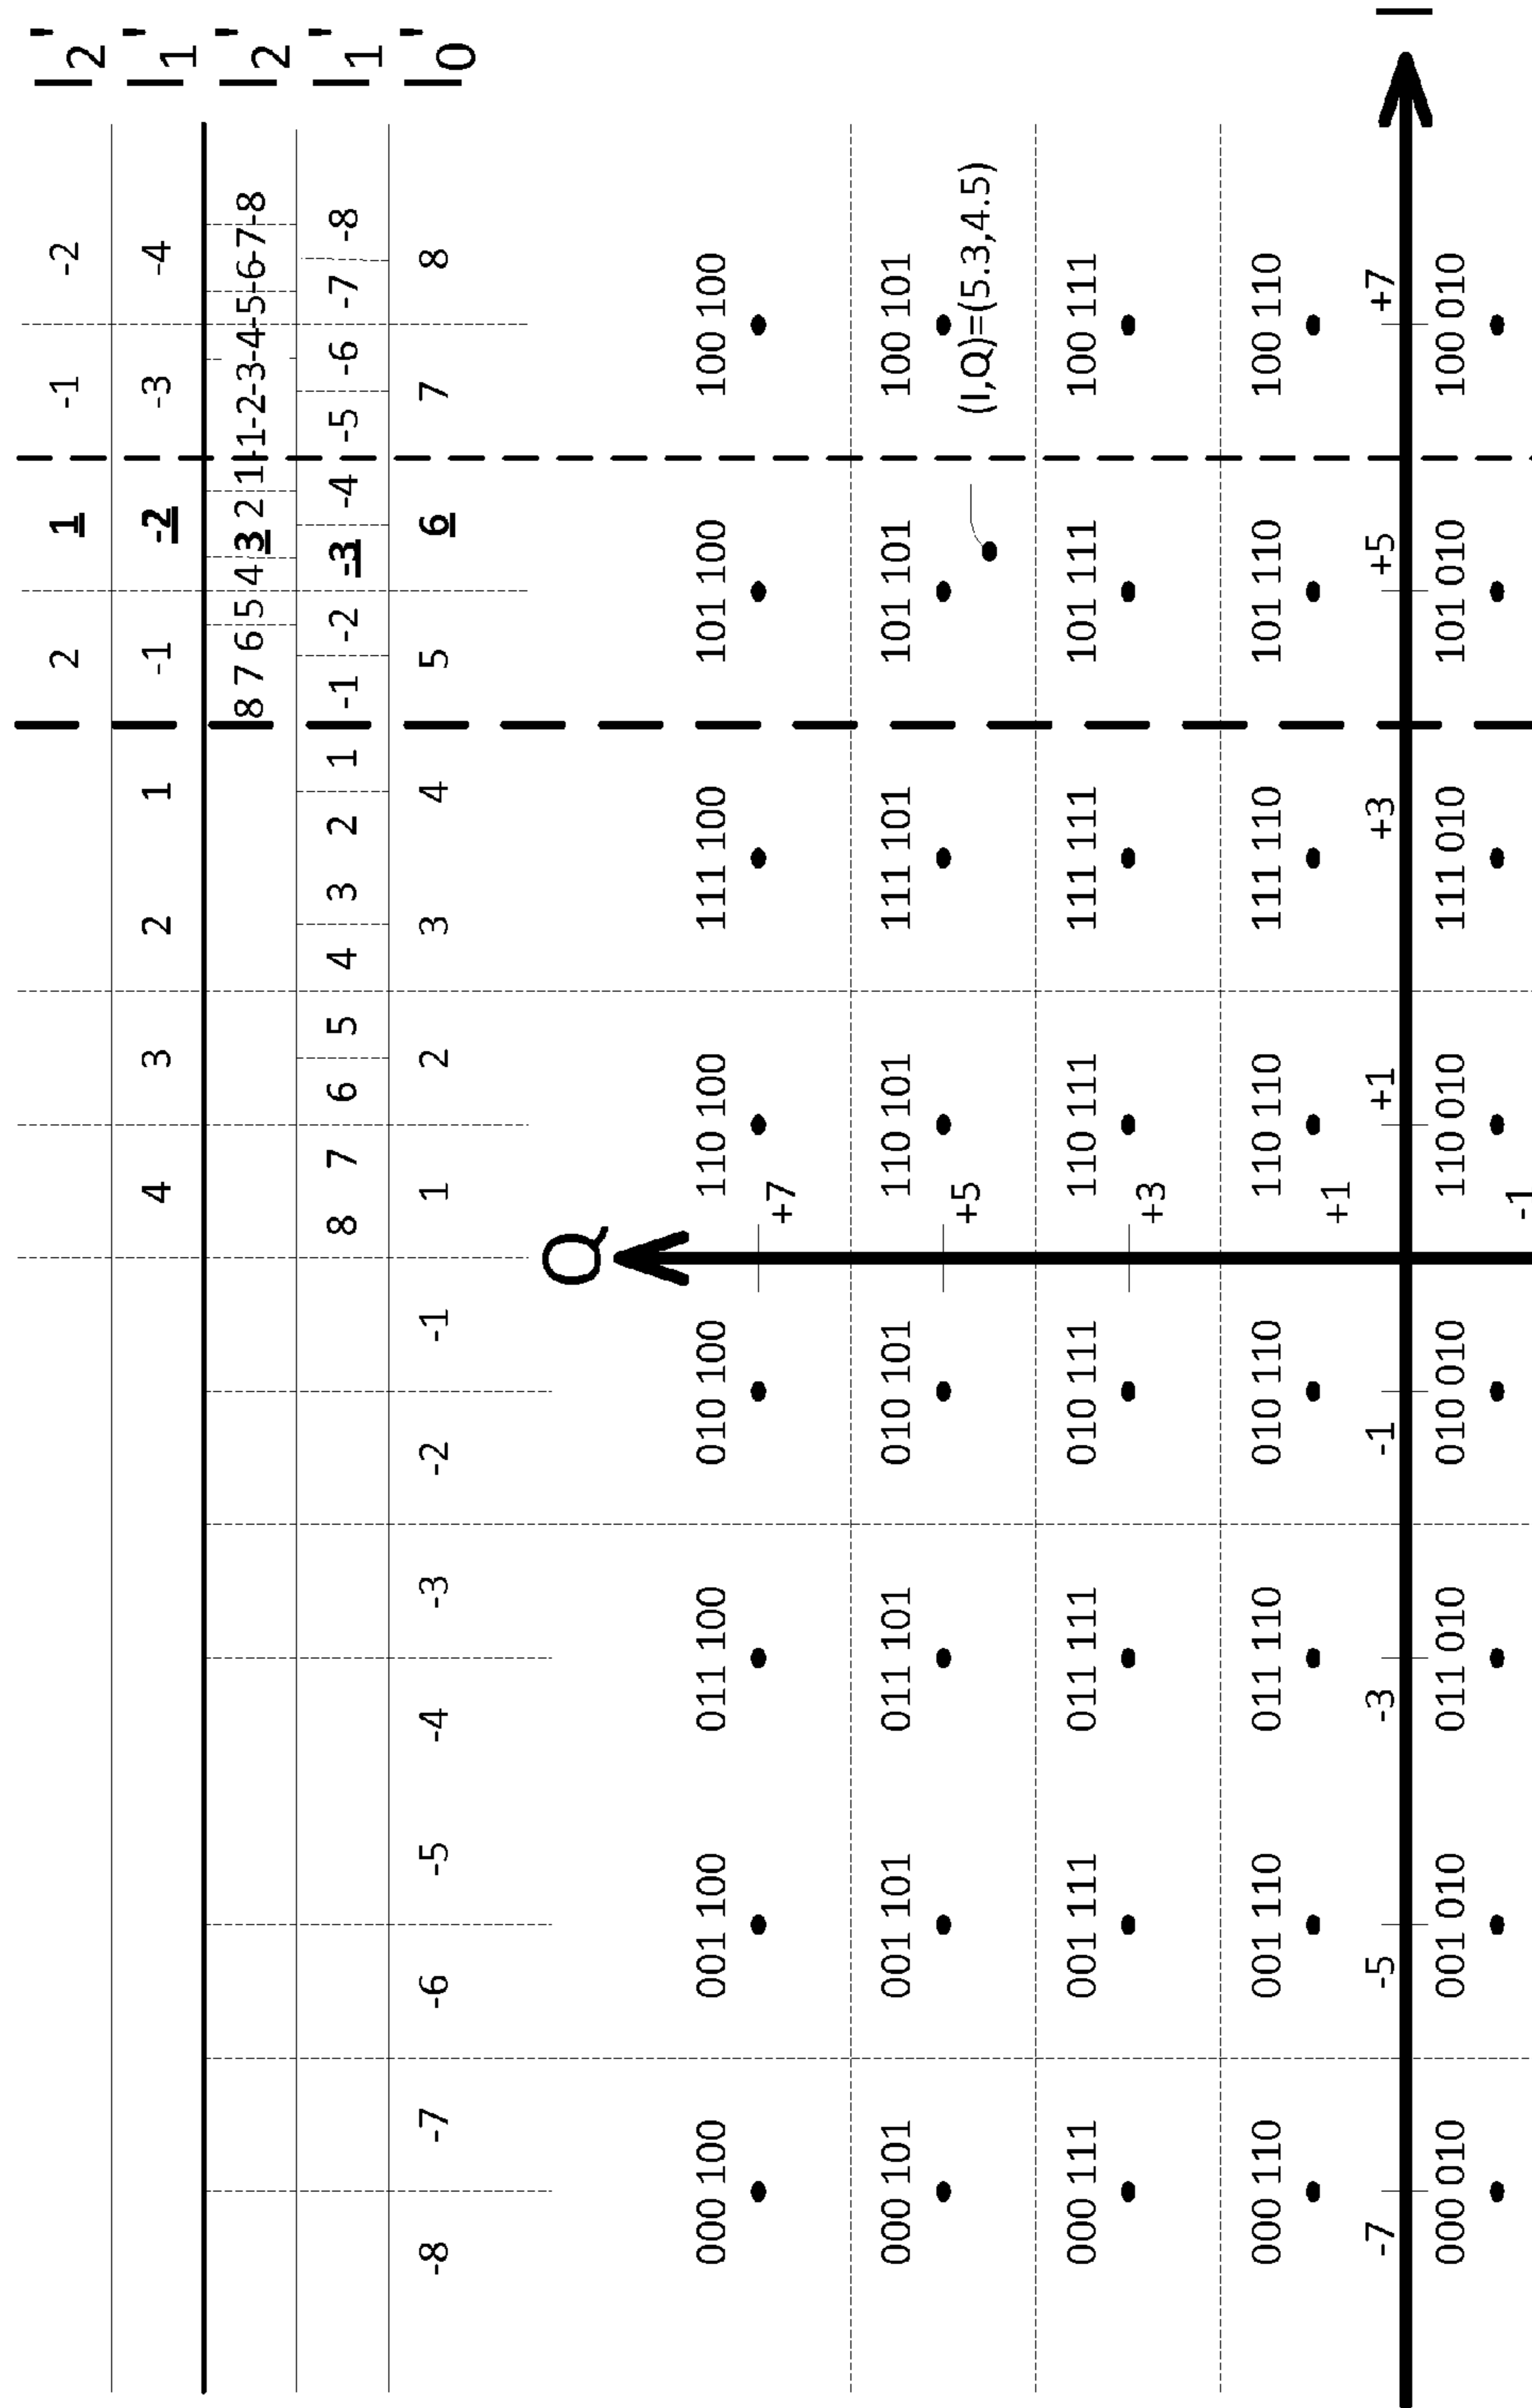 2 1 -1 -2 I₂'
4 3 2 1 -1 -2 -3 -4 I₁'
8 7 6 5 4 3 2 1 -1 -2 -3 -4 -5 -6 -7 -8 I₂'
8 7 6 5 4 3 2 1 -1 -2 -3 -4 -5 -6 -7 -8 I₁'
-8 -7 -6 -5 -4 -3 -2 -1 1 2 3 4 5 6 7 8 I₀'
Q
000 100 001 100 011 100 010 100 110 100 111 100 101 100 100 100
+7
000 101 001 101 011 101 010 101 110 101 111 101 101 101 100 101
+5
(I,Q)=(5.3,4.5)
000 111 001 111 011 111 010 111 110 111 111 111 101 111 100 111
+3
000 110 001 110 011 110 010 110 110 110 111 110 101 110 100 110
+1
-7 -5 -3 -1 +1 +3 +5 +7 I
000 010 001 010 011 010 010 010 110 010 111 010 101 010 100 010
-1